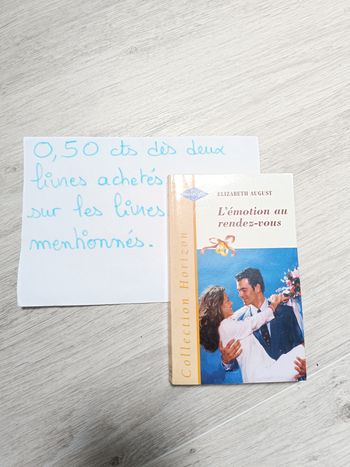 0,50 cts dès deux
livres achetés
sur les livres
mentionnés.
ELIZABETH AUGUST
L'émotion au
rendez-vous
Collection Horizon